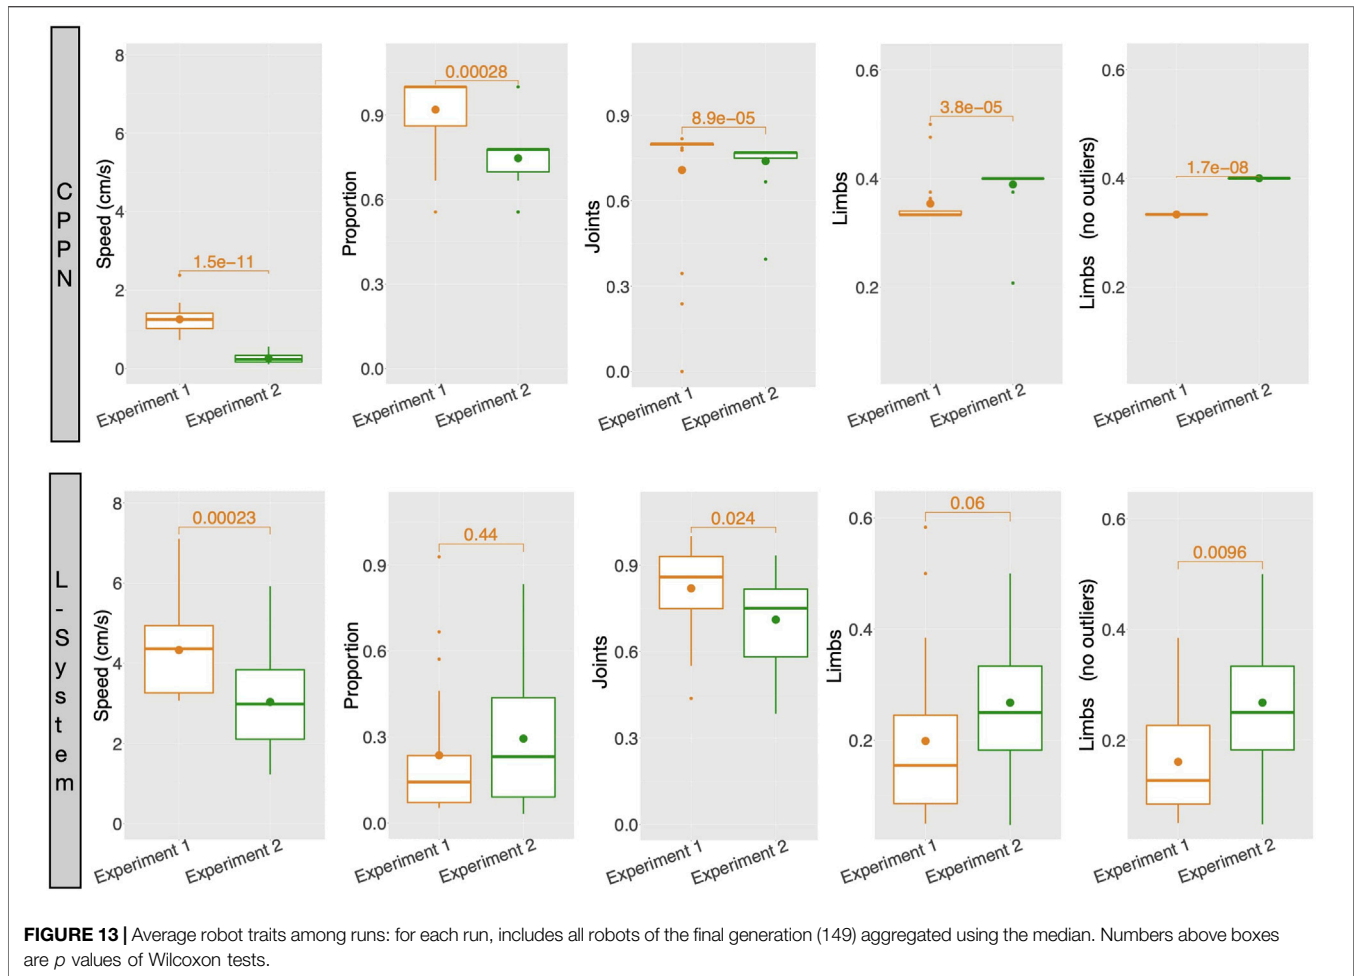 CPPN
8
6
4
2
0
Speed (cm/s)
1.5e−11
Experiment 1
Experiment 2
0.9
0.6
0.3
0.0
Proportion
0.00028
Experiment 1
Experiment 2
0.9
0.6
0.3
0.0
Joints
8.9e−05
Experiment 1
Experiment 2
0.6
0.4
0.2
Limbs
3.8e−05
Experiment 1
Experiment 2
0.6
0.4
0.2
Limbs (no outliers)
1.7e−08
Experiment 1
Experiment 2
L-System
8
6
4
2
0
Speed (cm/s)
0.00023
Experiment 1
Experiment 2
0.9
0.6
0.3
0.0
Proportion
0.44
Experiment 1
Experiment 2
0.9
0.6
0.3
0.0
Joints
0.024
Experiment 1
Experiment 2
0.6
0.4
0.2
Limbs
0.06
Experiment 1
Experiment 2
0.6
0.4
0.2
Limbs (no outliers)
0.0096
Experiment 1
Experiment 2
FIGURE 13 | Average robot traits among runs: for each run, includes all robots of the final generation (149) aggregated using the median. Numbers above boxes
are p values of Wilcoxon tests.